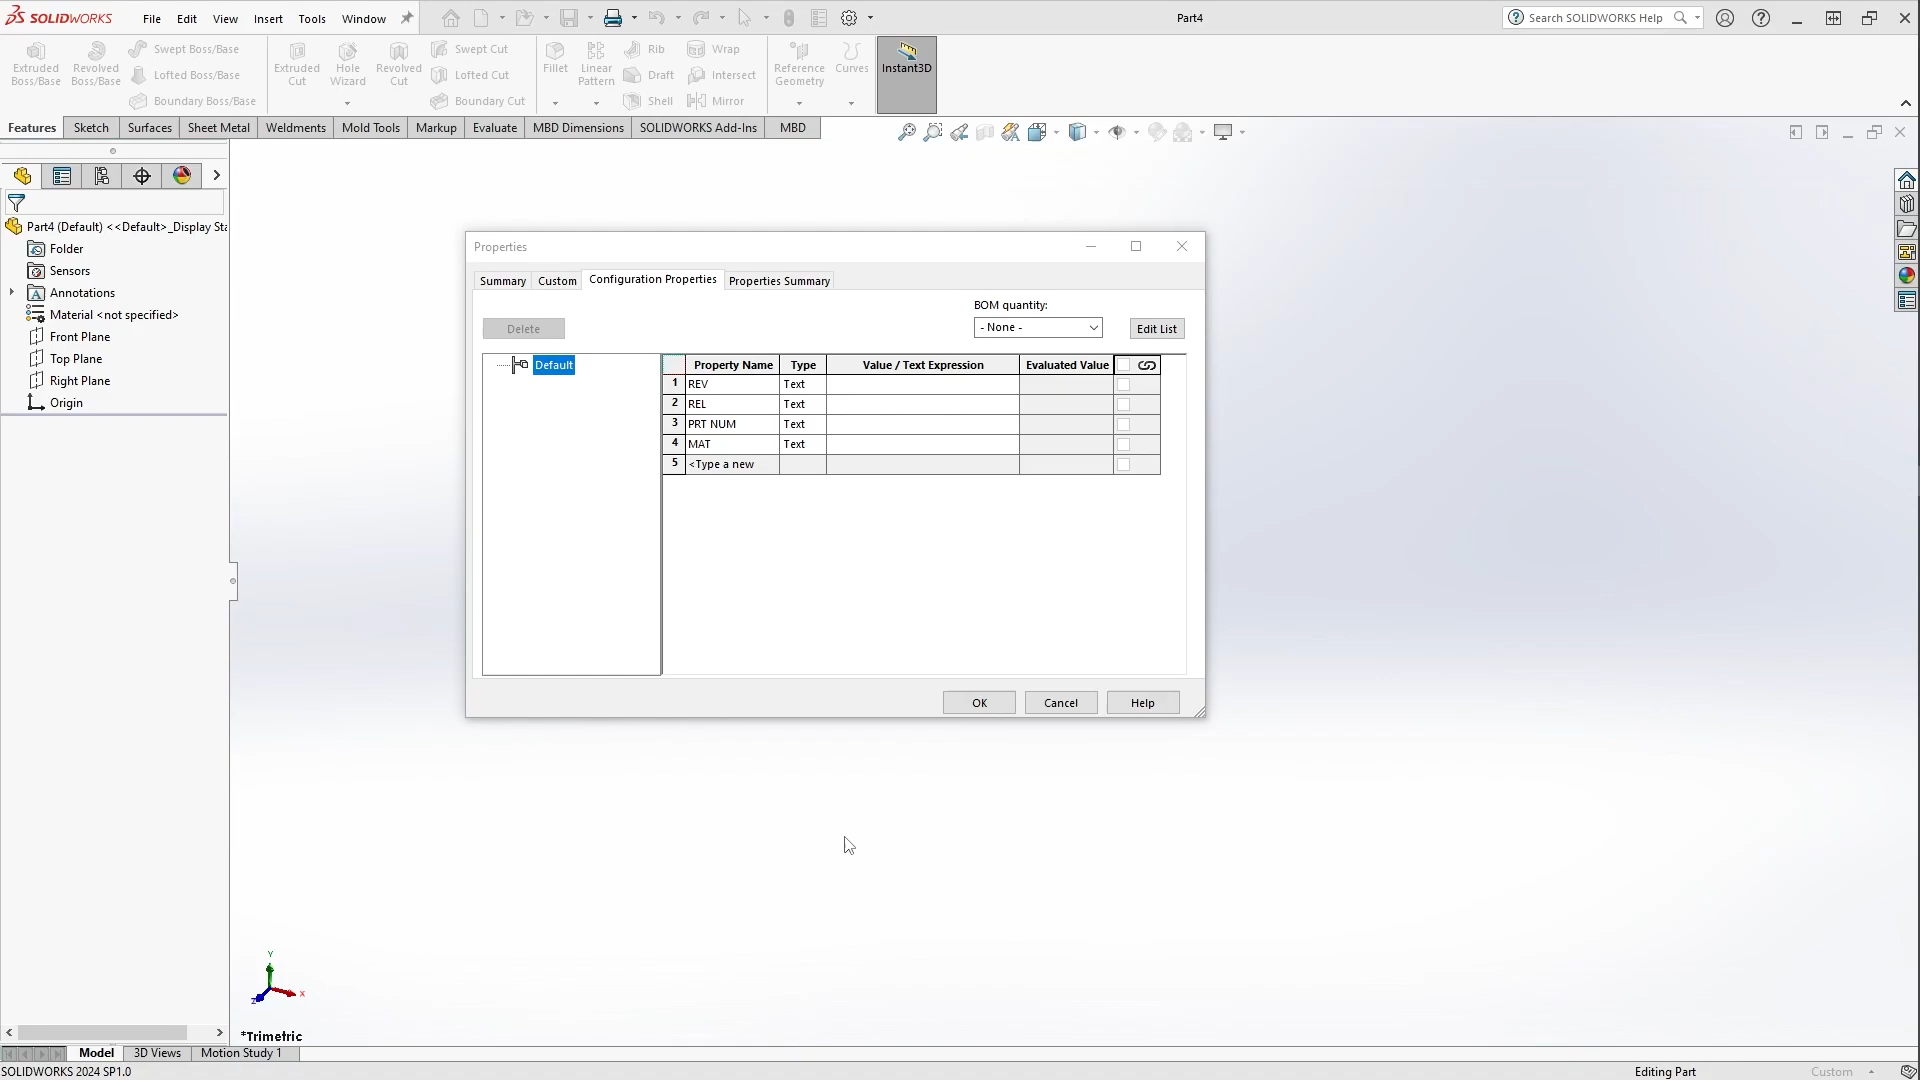 SOLIDWORKS File Edit View Insert Tools Window Part4 Search SOLIDWORKS Help
Extruded Boss/Base
Revolved Boss/Base
Swept Boss/Base
Lofted Boss/Base
Boundary Boss/Base
Extruded Cut
Hole Wizard
Revolved Cut
Swept Cut
Lofted Cut
Boundary Cut
Fillet
Linear Pattern
Rib
Draft
Shell
Wrap
Intersect
Mirror
Reference Geometry
Curves
Instant3D
Features Sketch Surfaces Sheet Metal Weldments Mold Tools Markup Evaluate MBD Dimensions SOLIDWORKS Add-Ins MBD
Part4 (Default) <<Default>_Display Sta
Folder
Sensors
Annotations
Material <not specified>
Front Plane
Top Plane
Right Plane
Origin
Properties
Summary Custom Configuration Properties Properties Summary
BOM quantity:
Delete - None - Edit List
Default
Property Name Type Value / Text Expression Evaluated Value
1 REV Text
2 REL Text
3 PRT NUM Text
4 MAT Text
5 <Type a new
OK Cancel Help
Y
X
Z
*Trimetric
Model 3D Views Motion Study 1
SOLIDWORKS 2024 SP1.0 Editing Part Custom